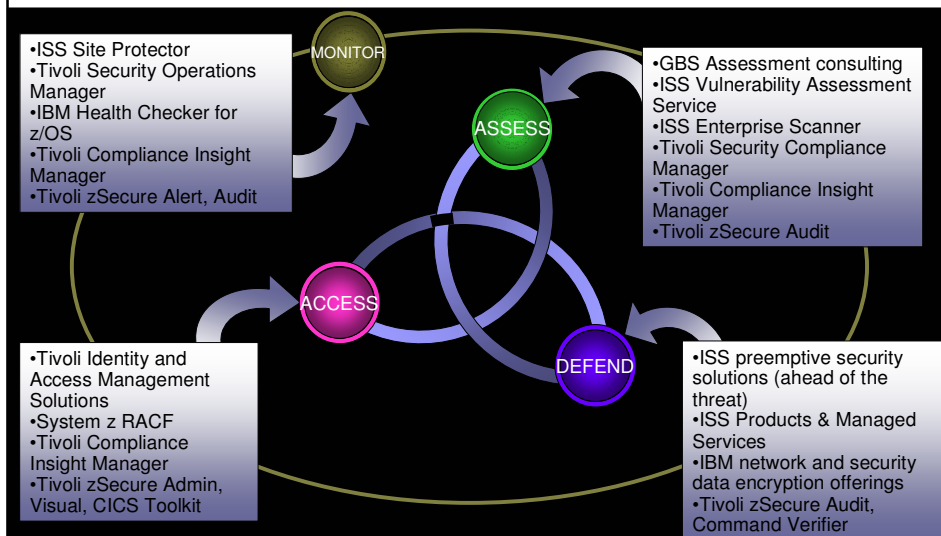 •ISS Site Protector
•Tivoli Security Operations
Manager
•IBM Health Checker for
z/OS
•Tivoli Compliance Insight
Manager
•Tivoli zSecure Alert, Audit
MONITOR
•GBS Assessment consulting
•ISS Vulnerability Assessment
Service
•ISS Enterprise Scanner
•Tivoli Security Compliance
Manager
•Tivoli Compliance Insight
Manager
•Tivoli zSecure Audit
ASSESS
ACCESS
DEFEND
•Tivoli Identity and
Access Management
Solutions
•System z RACF
•Tivoli Compliance
Insight Manager
•Tivoli zSecure Admin,
Visual, CICS Toolkit
•ISS preemptive security
solutions (ahead of the
threat)
•ISS Products & Managed
Services
•IBM network and security
data encryption offerings
•Tivoli zSecure Audit,
Command Verifier